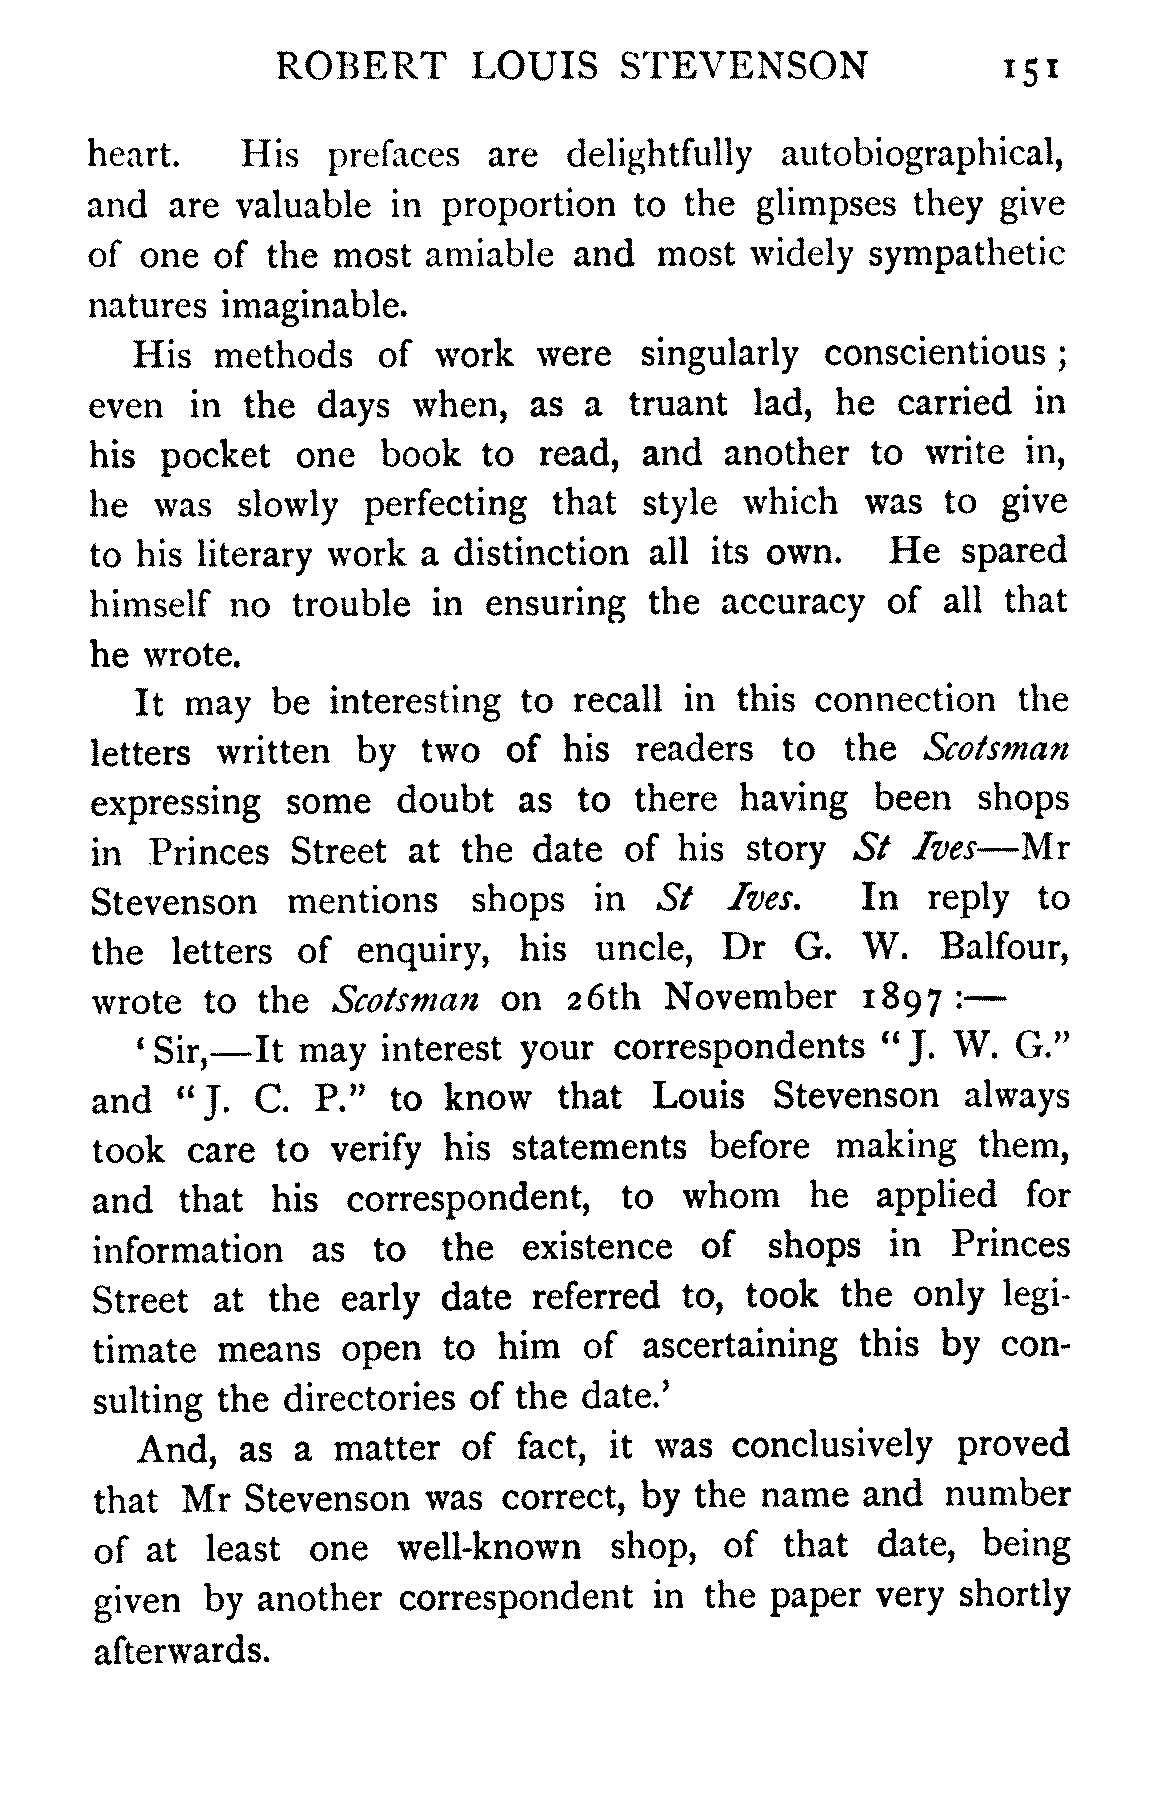 ROBERT LOUIS STEVENSON 151
heart. His prefaces are delightfully autobiographical,
and are valuable in proportion to the glimpses they give
of one of the most amiable and most widely sympathetic
natures imaginable.
His methods of work were singularly conscientious ;
even in the days when, as a truant lad, he carried in
his pocket one book to read, and another to write in,
he was slowly perfecting that style which was to give
to his literary work a distinction all its own. He spared
himself no trouble in ensuring the accuracy of all that
he wrote.
It may be interesting to recall in this connection the
letters written by two of his readers to the Scotsman
expressing some doubt as to there having been shops
in Princes Street at the date of his story St Ives—Mr
Stevenson mentions shops in St Ives. In reply to
the letters of enquiry, his uncle, Dr G. W. Balfour,
wrote to the Scotsman on 26th November 1897 :—
‘ Sir,—It may interest your correspondents “ J. W. G.”
and “ J. C. P.” to know that Louis Stevenson always
took care to verify his statements before making them,
and that his correspondent, to whom he applied for
information as to the existence of shops in Princes
Street at the early date referred to, took the only legi-
timate means open to him of ascertaining this by con-
sulting the directories of the date.’
And, as a matter of fact, it was conclusively proved
that Mr Stevenson was correct, by the name and number
of at least one well-known shop, of that date, being
given by another correspondent in the paper very shortly
afterwards.